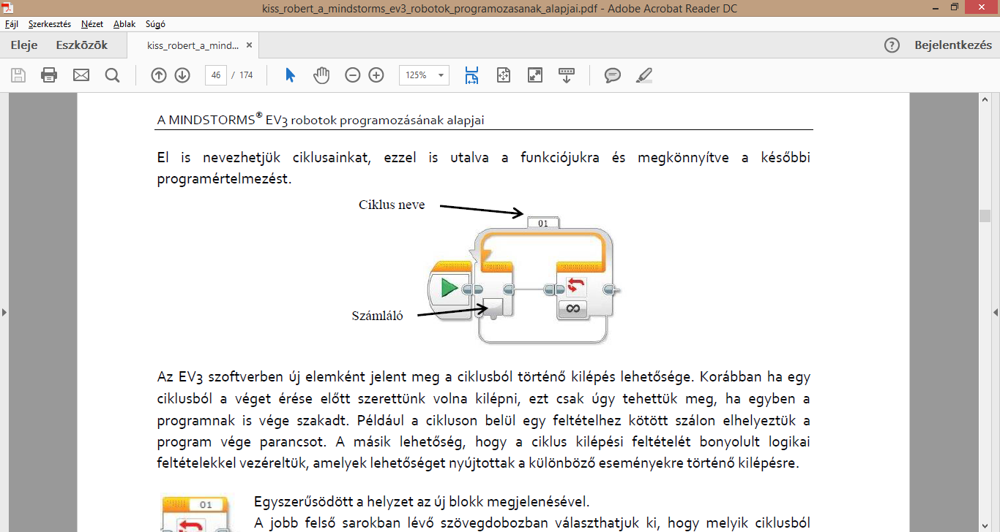 kiss_robert_a_mindstorms_ev3_robotok_programozasanak_alapjai.pdf - Adobe Acrobat Reader DC
Fájl Szerkesztés Nézet Ablak Súgó
Eleje Eszközök kiss_robert_a_mind... × ? Bejelentkezés
46 / 174 125%
A MINDSTORMS® EV3 robotok programozásának alapjai
El is nevezhetjük ciklusainkat, ezzel is utalva a funkciójukra és megkönnyítve a későbbi
programértelmezést.
Ciklus neve
01
Számláló
∞
Az EV3 szoftverben új elemként jelent meg a ciklusból történő kilépés lehetősége. Korábban ha egy
ciklusból a véget érése előtt szerettünk volna kilépni, ezt csak úgy tehettük meg, ha egyben a
programnak is vége szakadt. Például a cikluson belül egy feltételhez kötött szálon elhelyeztük a
program vége parancsot. A másik lehetőség, hogy a ciklus kilépési feltételét bonyolult logikai
feltételekkel vezéreltük, amelyek lehetőséget nyújtottak a különböző eseményekre történő kilépésre.
01
Egyszerűsödött a helyzet az új blokk megjelenésével.
A jobb felső sarokban lévő szövegdobozban választhatjuk ki, hogy melyik ciklusból